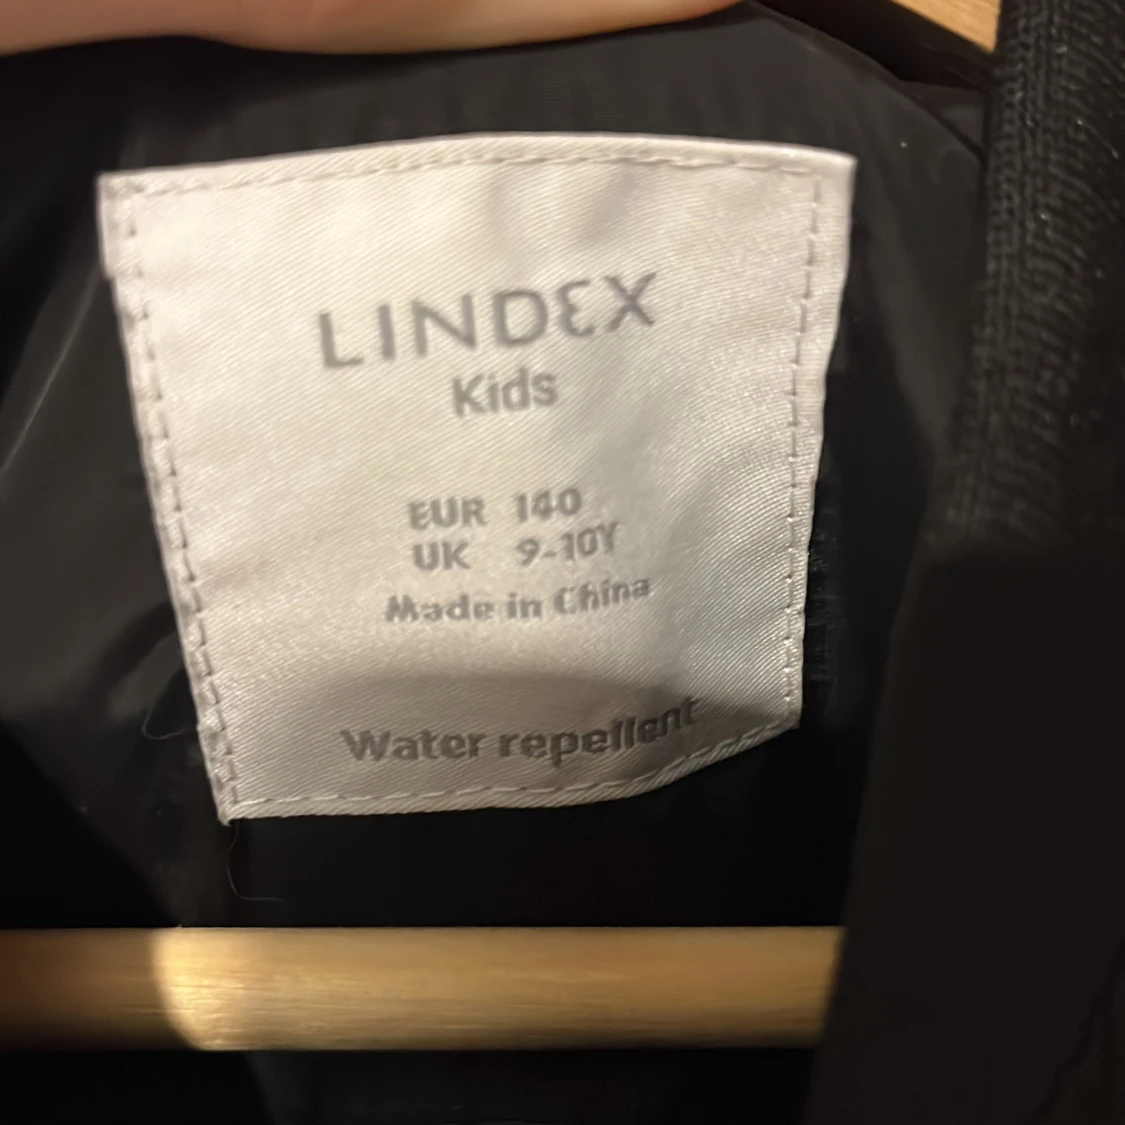 LINDEX
Kids
EUR 140
UK 9-10Y
Made in China
Water repellent